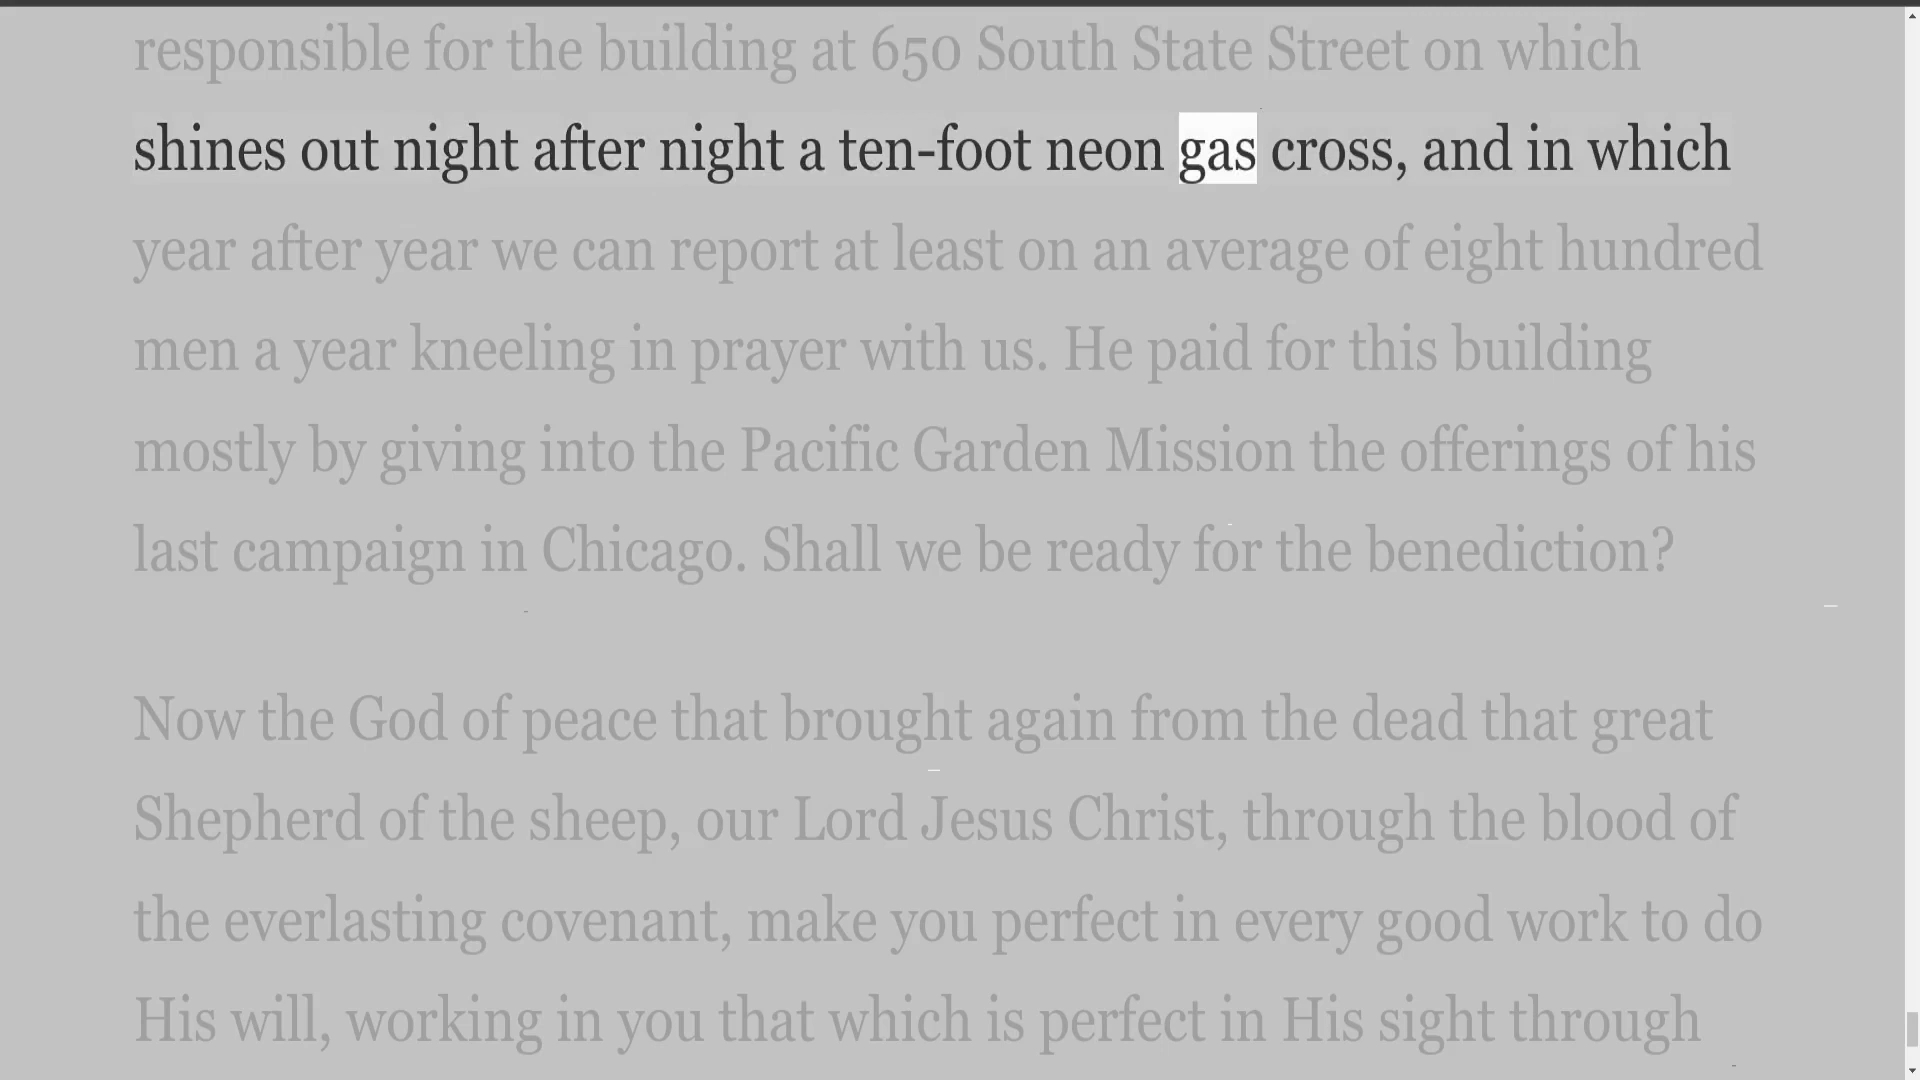 responsible for the building at 650 South State Street on which
shines out night after night a ten-foot neon gas cross, and in which
year after year we can report at least on an average of eight hundred
men a year kneeling in prayer with us. He paid for this building
mostly by giving into the Pacific Garden Mission the offerings of his
last campaign in Chicago. Shall we be ready for the benediction?
Now the God of peace that brought again from the dead that great
Shepherd of the sheep, our Lord Jesus Christ, through the blood of
the everlasting covenant, make you perfect in every good work to do
His will, working in you that which is perfect in His sight through